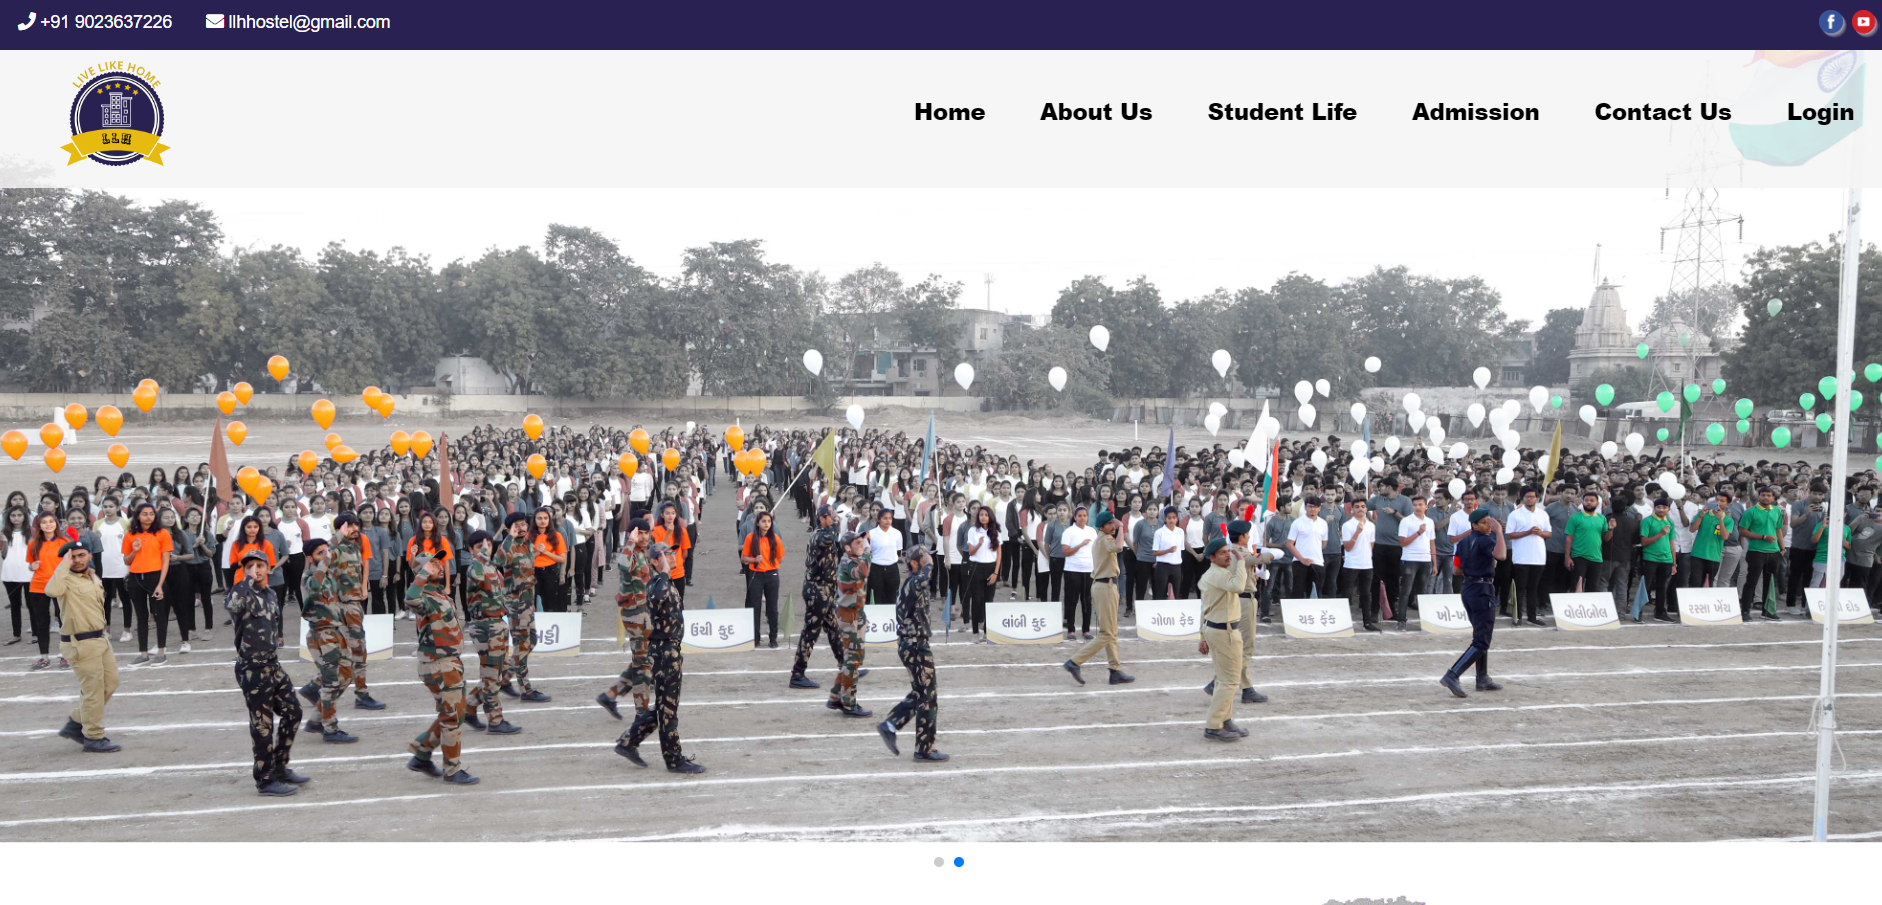 +91 9023637226 llhhostel@gmail.com
LIVE LIKE HOME
LLH
Home About Us Student Life Admission Contact Us Login
ઉંચી કુદ
લાંબી કુદ
ગોળા ફેંક
ચક્ર ફેંક
ખો-ખ
વોલીબોલ
રસ્સા ખેંચ